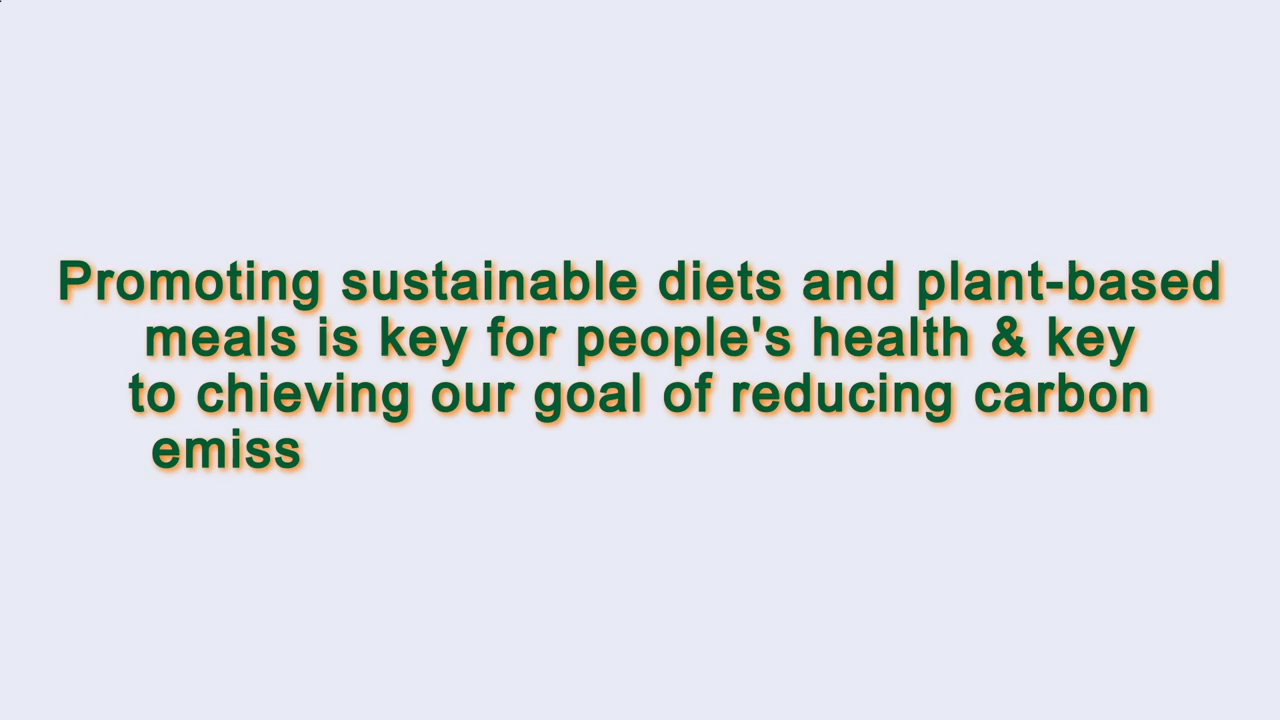 Promoting sustainable diets and plant-based
meals is key for people's health & key
to chieving our goal of reducing carbon
emiss